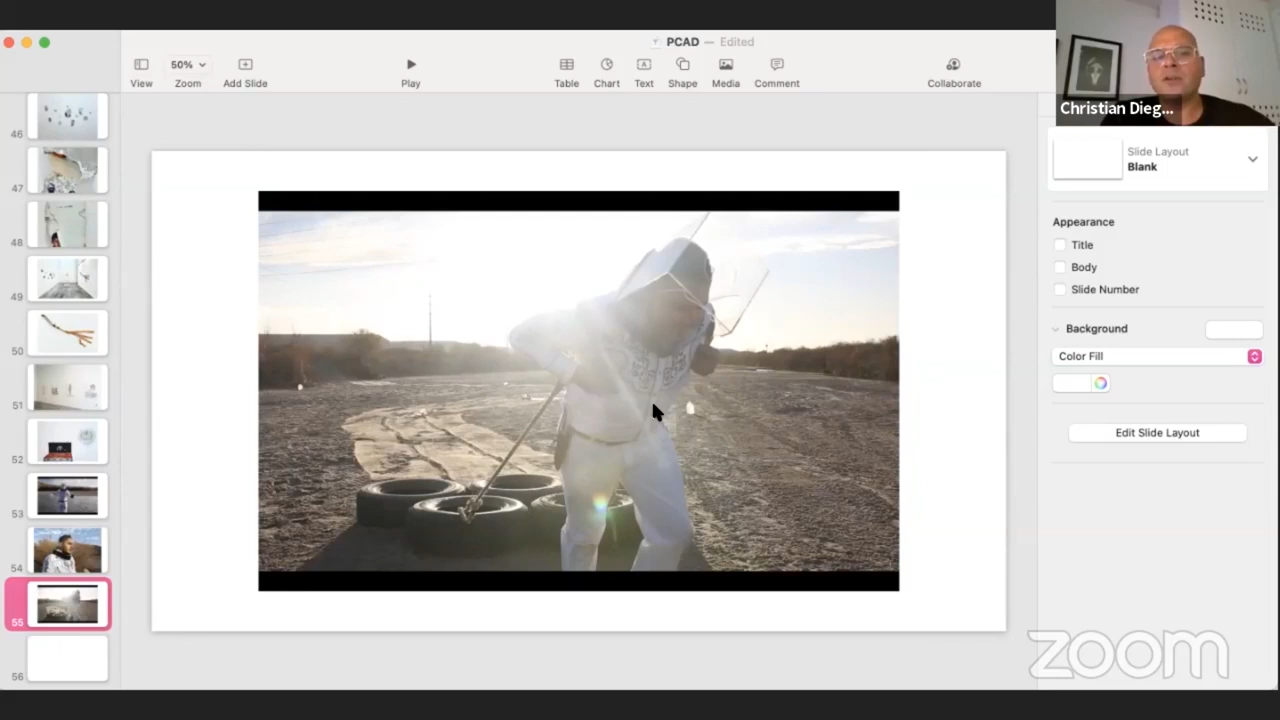 PCAD — Edited
50%
View
Zoom
Add Slide
Play
Table
Chart
Text
Shape
Media
Comment
Collaborate
Christian Dieg...
46
47
48
49
50
51
52
53
54
55
56
Slide Layout
Blank
Appearance
Title
Body
Slide Number
Background
Color Fill
Edit Slide Layout
zoom